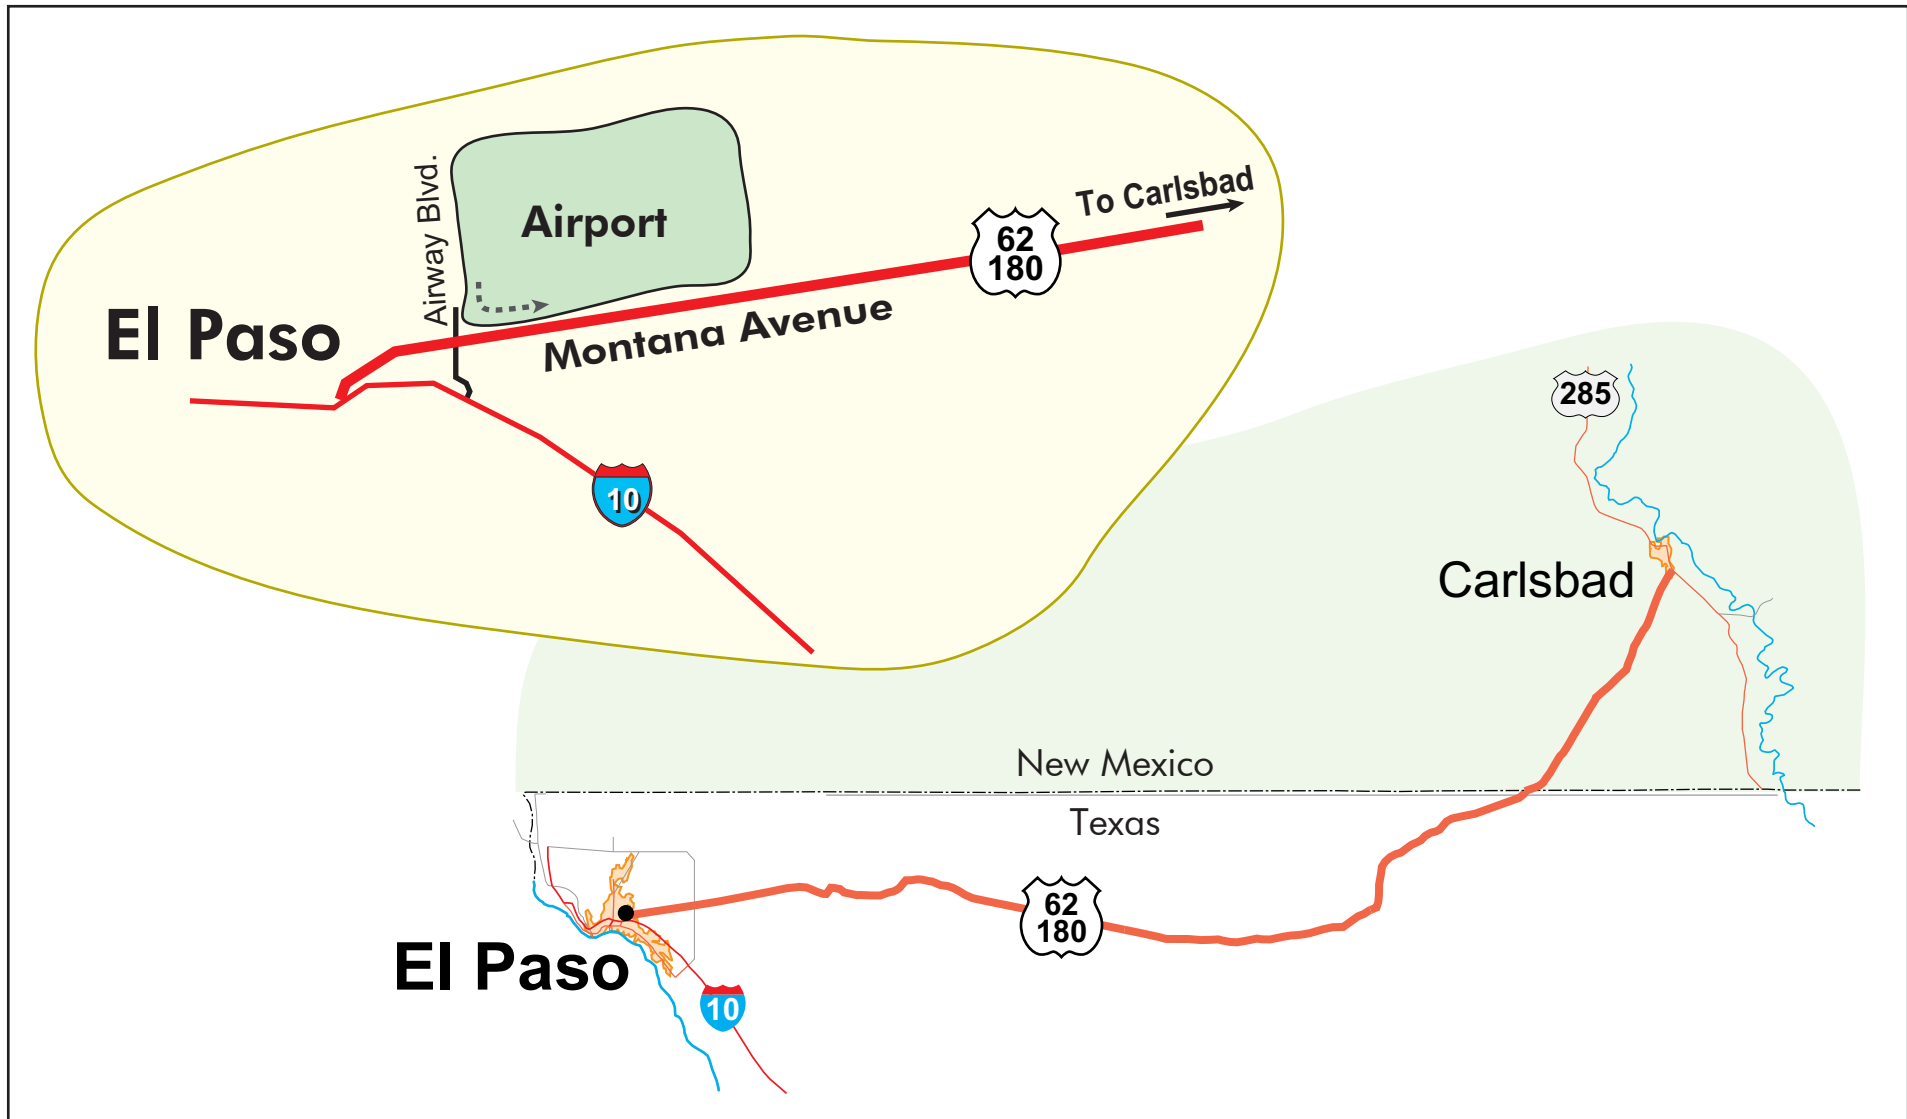 Airway Blvd.
Airport
To Carlsbad
62
180
El Paso
Montana Avenue
10
285
Carlsbad
New Mexico
Texas
62
180
El Paso
10